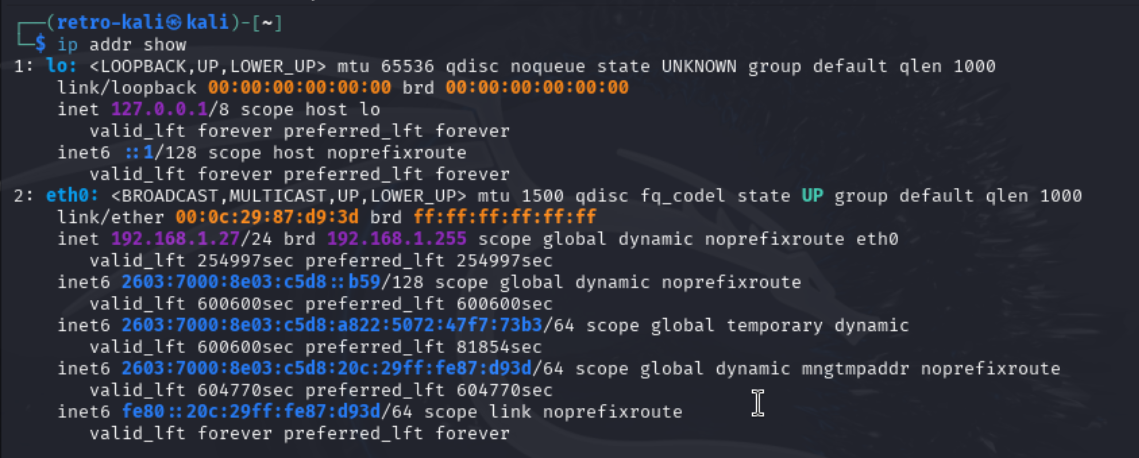 ┌──(retro-kali㉿kali)-[~]
└─$ ip addr show
1: lo: <LOOPBACK,UP,LOWER_UP> mtu 65536 qdisc noqueue state UNKNOWN group default qlen 1000
    link/loopback 00:00:00:00:00:00 brd 00:00:00:00:00:00
    inet 127.0.0.1/8 scope host lo
       valid_lft forever preferred_lft forever
    inet6 ::1/128 scope host noprefixroute
       valid_lft forever preferred_lft forever
2: eth0: <BROADCAST,MULTICAST,UP,LOWER_UP> mtu 1500 qdisc fq_codel state UP group default qlen 1000
    link/ether 00:0c:29:87:d9:3d brd ff:ff:ff:ff:ff:ff
    inet 192.168.1.27/24 brd 192.168.1.255 scope global dynamic noprefixroute eth0
       valid_lft 254997sec preferred_lft 254997sec
    inet6 2603:7000:8e03:c5d8::b59/128 scope global dynamic noprefixroute
       valid_lft 600600sec preferred_lft 600600sec
    inet6 2603:7000:8e03:c5d8:a822:5072:47f7:73b3/64 scope global temporary dynamic
       valid_lft 600600sec preferred_lft 81854sec
    inet6 2603:7000:8e03:c5d8:20c:29ff:fe87:d93d/64 scope global dynamic mngtmpaddr noprefixroute
       valid_lft 604770sec preferred_lft 604770sec
    inet6 fe80::20c:29ff:fe87:d93d/64 scope link noprefixroute
       valid_lft forever preferred_lft forever